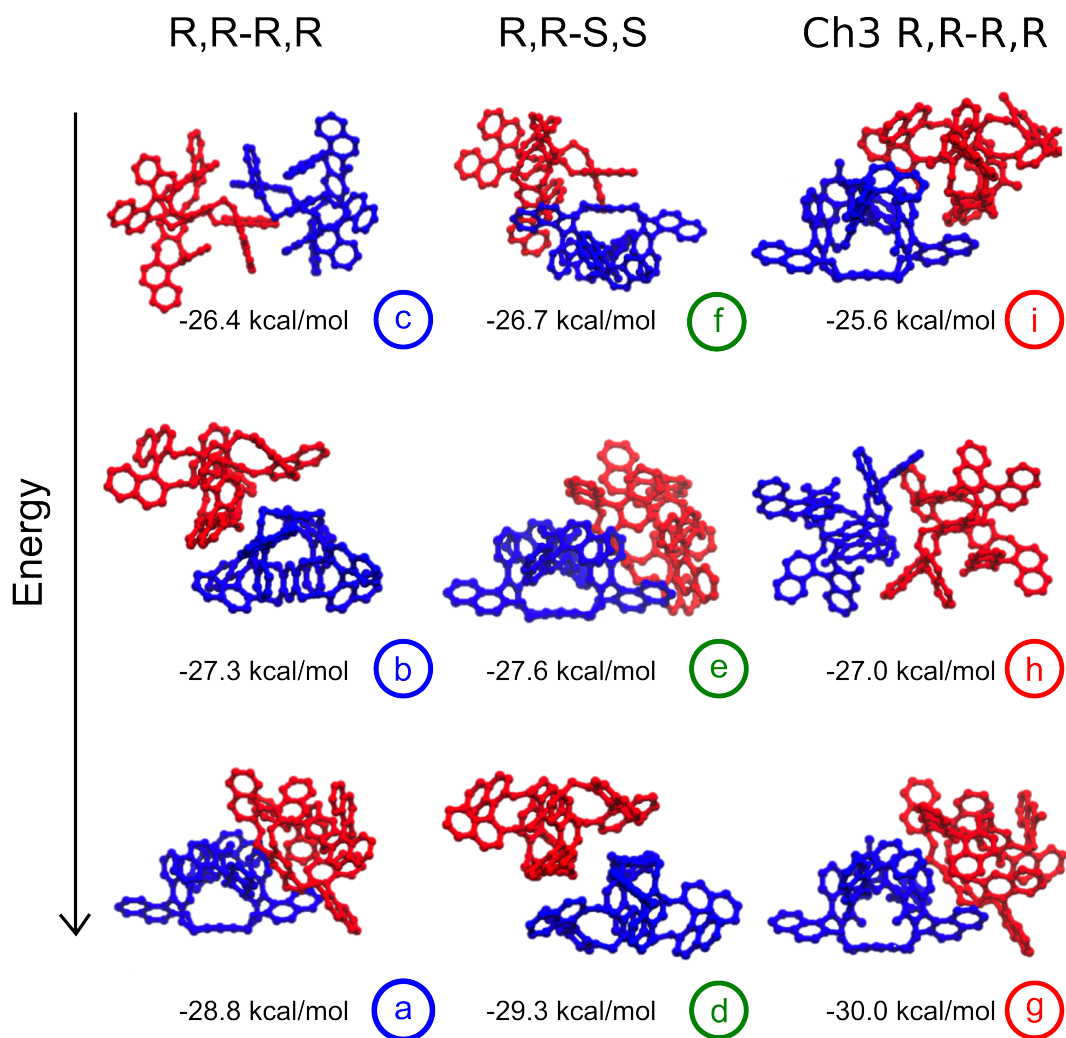 R,R-R,R
R,R-S,S
Ch3 R,R-R,R
Energy
-26.4 kcal/mol c
-26.7 kcal/mol f
-25.6 kcal/mol i
-27.3 kcal/mol b
-27.6 kcal/mol e
-27.0 kcal/mol h
-28.8 kcal/mol a
-29.3 kcal/mol d
-30.0 kcal/mol g